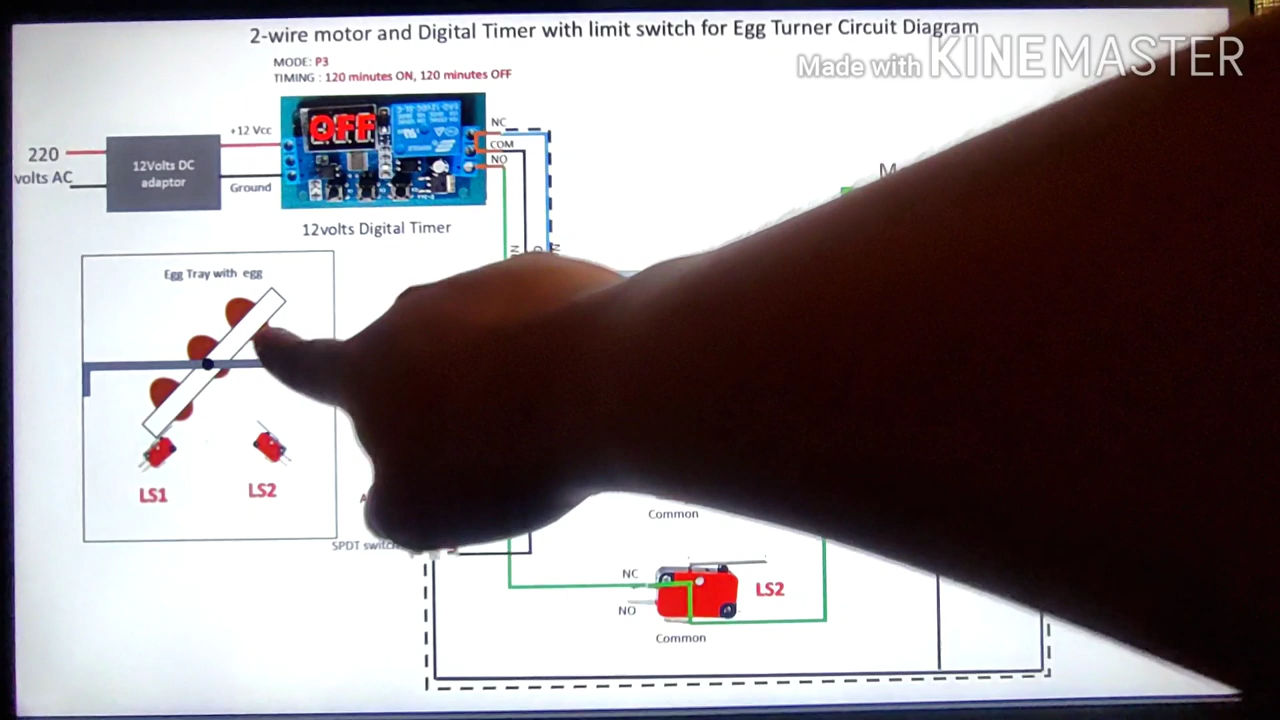 2-wire motor and Digital Timer with limit switch for Egg Turner Circuit Diagram
Made with KINEMASTER
MODE: P3
TIMING : 120 minutes ON, 120 minutes OFF
220
volts AC
12Volts DC
adaptor
+12 Vcc
Ground
OFF
NC
COM
NO
12volts Digital Timer
M
Egg Tray with egg
LS1
LS2
SPDT switch
Common
NC
NO
LS2
Common